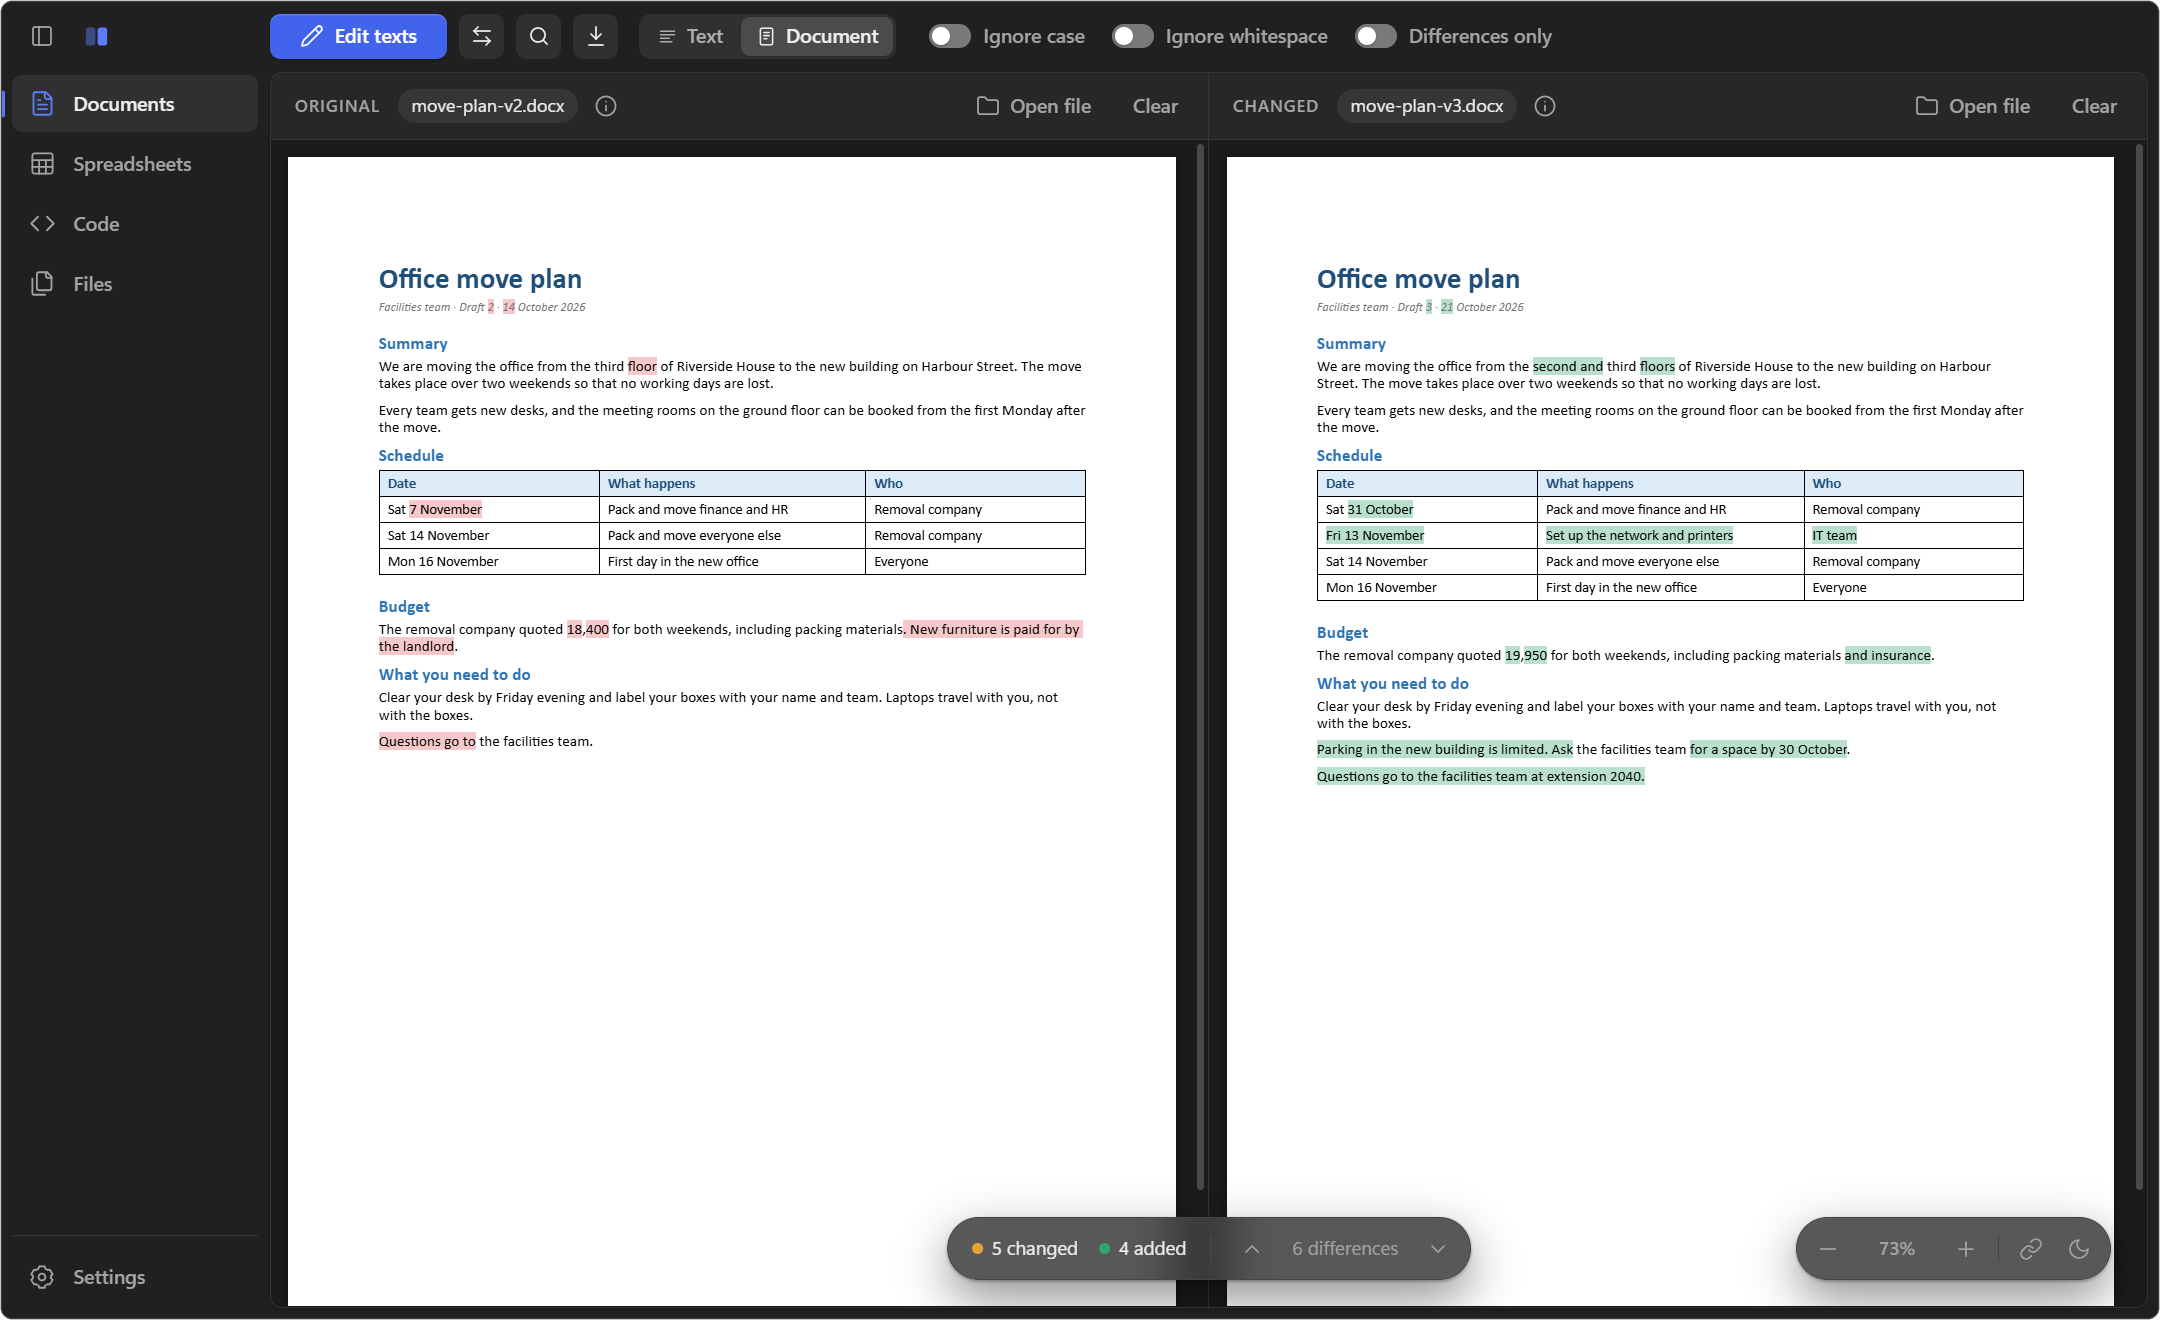 Edit texts
Text
Document
Ignore case
Ignore whitespace
Differences only
Documents
Spreadsheets
Code
Files
Settings
ORIGINAL
move-plan-v2.docx
Open file
Clear
Office move plan
Facilities team · Draft 2 · 14 October 2026
Summary
We are moving the office from the third floor of Riverside House to the new building on Harbour Street. The move
takes place over two weekends so that no working days are lost.
Every team gets new desks, and the meeting rooms on the ground floor can be booked from the first Monday after
the move.
Schedule
Date What happens Who
Sat 7 November Pack and move finance and HR Removal company
Sat 14 November Pack and move everyone else Removal company
Mon 16 November First day in the new office Everyone
Budget
The removal company quoted 18,400 for both weekends, including packing materials. New furniture is paid for by
the landlord.
What you need to do
Clear your desk by Friday evening and label your boxes with your name and team. Laptops travel with you, not
with the boxes.
Questions go to the facilities team.
CHANGED
move-plan-v3.docx
Open file
Clear
Office move plan
Facilities team · Draft 3 · 21 October 2026
Summary
We are moving the office from the second and third floors of Riverside House to the new building on Harbour
Street. The move takes place over two weekends so that no working days are lost.
Every team gets new desks, and the meeting rooms on the ground floor can be booked from the first Monday after
the move.
Schedule
Date What happens Who
Sat 31 October Pack and move finance and HR Removal company
Fri 13 November Set up the network and printers IT team
Sat 14 November Pack and move everyone else Removal company
Mon 16 November First day in the new office Everyone
Budget
The removal company quoted 19,950 for both weekends, including packing materials and insurance.
What you need to do
Clear your desk by Friday evening and label your boxes with your name and team. Laptops travel with you, not
with the boxes.
Parking in the new building is limited. Ask the facilities team for a space by 30 October.
Questions go to the facilities team at extension 2040.
5 changed
4 added
6 differences
73%